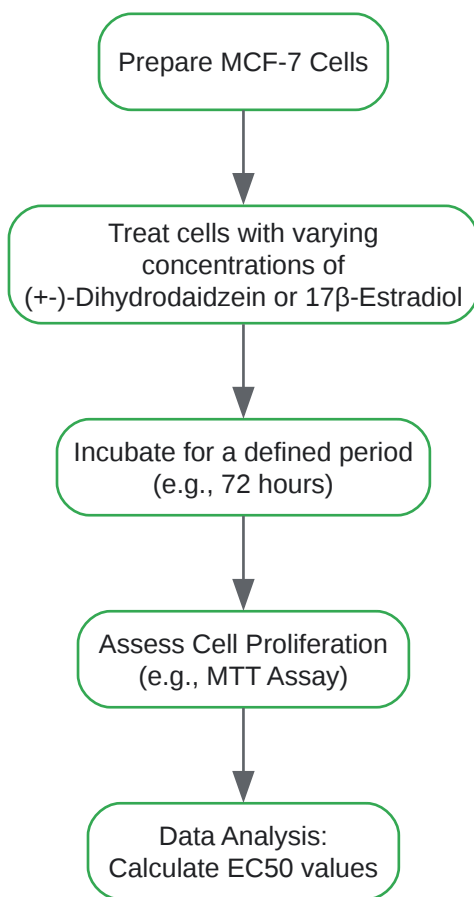 Prepare MCF-7 Cells
Treat cells with varying
concentrations of
(+-)-Dihydrodaidzein or 17β-Estradiol
Incubate for a defined period
(e.g., 72 hours)
Assess Cell Proliferation
(e.g., MTT Assay)
Data Analysis:
Calculate EC50 values